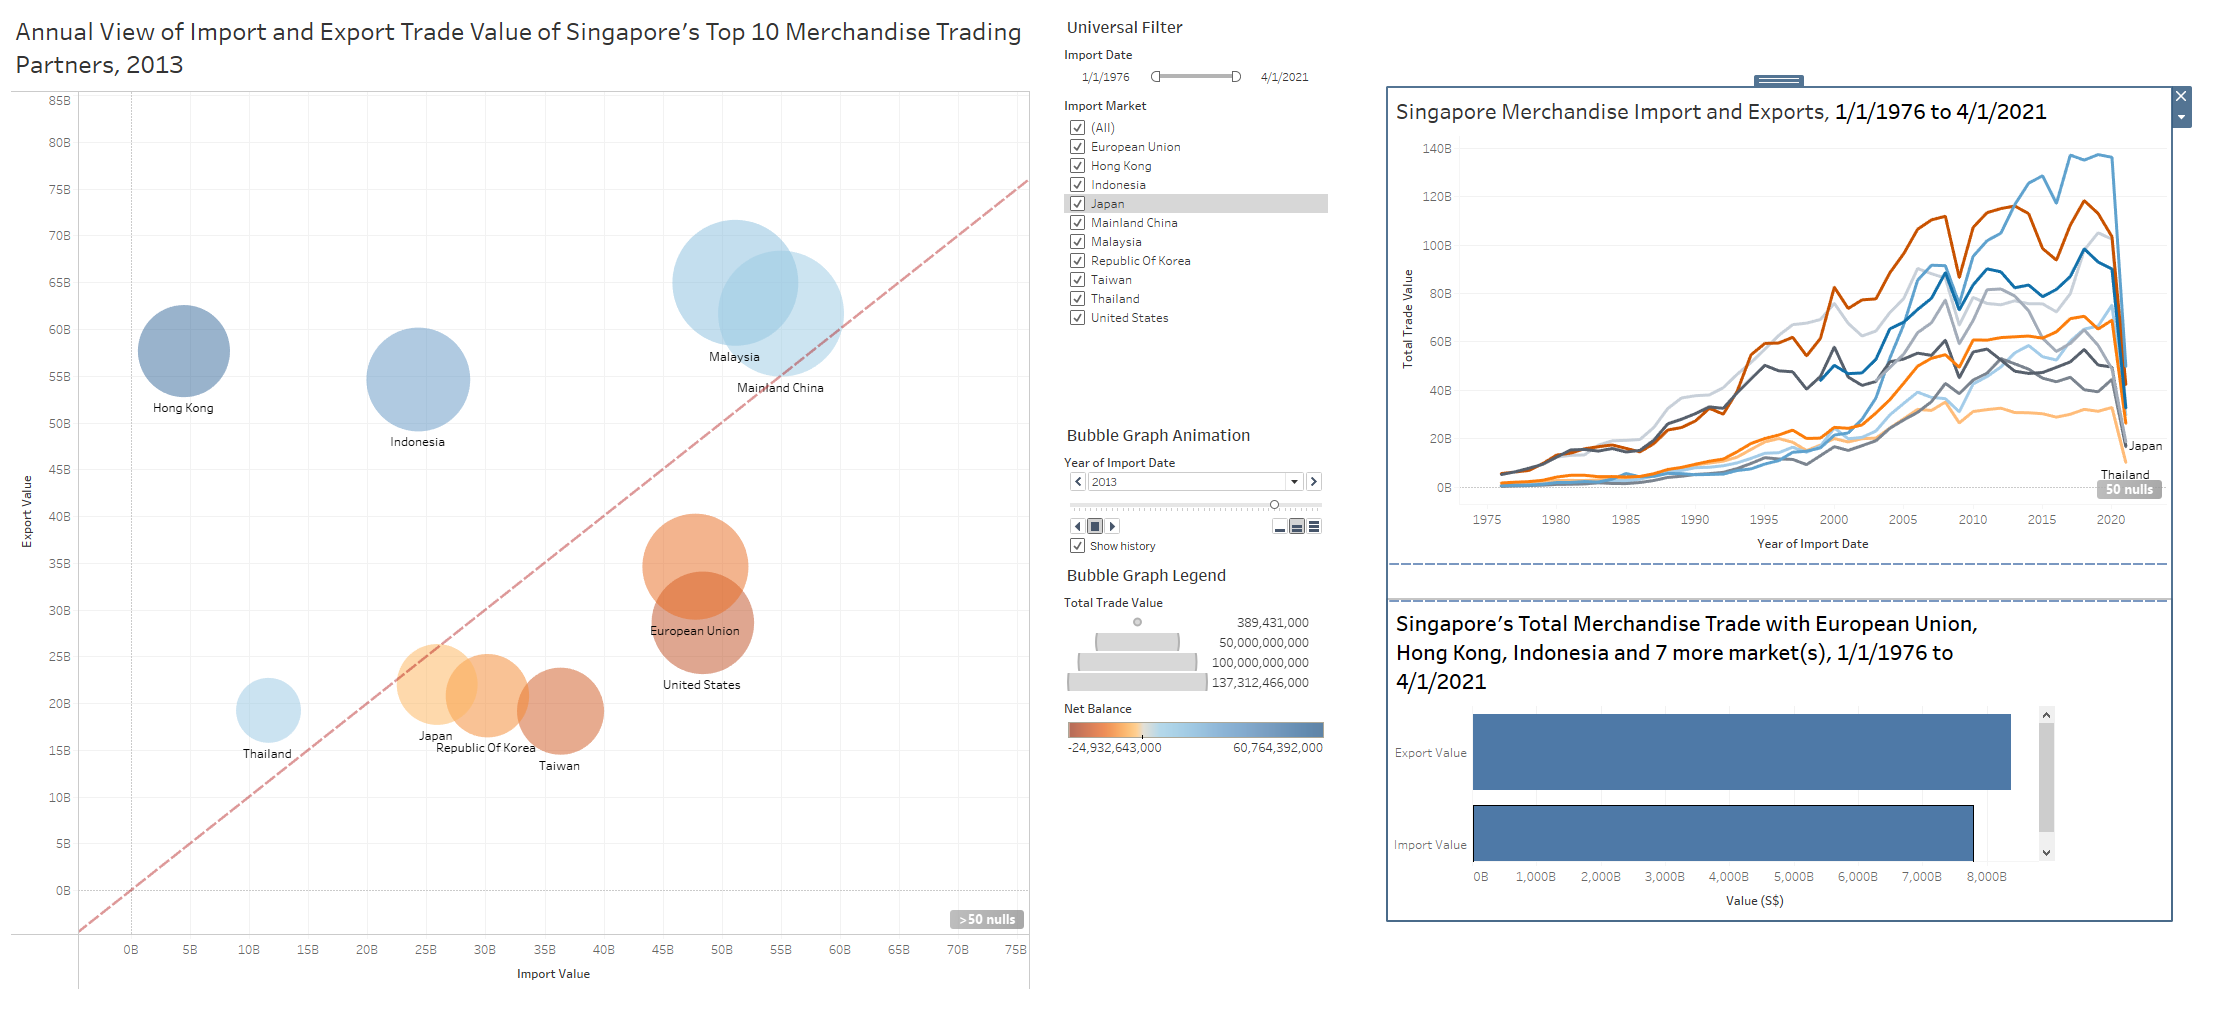 Annual View of Import and Export Trade Value of Singapore's Top 10 Merchandise Trading
Partners, 2013
85B
80B
75B
70B
65B
60B
55B
50B
45B
40B
35B
30B
25B
20B
15B
10B
5B
0B
Export Value
Malaysia
Mainland China
Hong Kong
Indonesia
European Union
United States
Japan
Republic Of Korea
Taiwan
Thailand
>50 nulls
0B 5B 10B 15B 20B 25B 30B 35B 40B 45B 50B 55B 60B 65B 70B 75B
Import Value
Universal Filter
Import Date
1/1/1976 4/1/2021
Import Market
(All)
European Union
Hong Kong
Indonesia
Japan
Mainland China
Malaysia
Republic Of Korea
Taiwan
Thailand
United States
Bubble Graph Animation
Year of Import Date
2013
Show history
Bubble Graph Legend
Total Trade Value
389,431,000
50,000,000,000
100,000,000,000
137,312,466,000
Net Balance
-24,932,643,000 60,764,392,000
Singapore Merchandise Import and Exports, 1/1/1976 to 4/1/2021
140B
120B
100B
80B
60B
40B
20B
0B
Total Trade Value
Japan
Thailand
50 nulls
1975 1980 1985 1990 1995 2000 2005 2010 2015 2020
Year of Import Date
Singapore's Total Merchandise Trade with European Union,
Hong Kong, Indonesia and 7 more market(s), 1/1/1976 to
4/1/2021
Export Value
Import Value
0B 1,000B 2,000B 3,000B 4,000B 5,000B 6,000B 7,000B 8,000B
Value (S$)